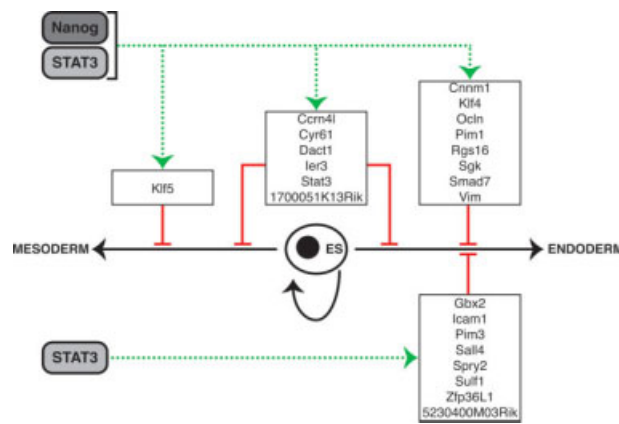 Nanog
STAT3
Ccrn4l
Cyr61
Dact1
Ier3
Stat3
1700051K13Rik
Cnnm1
Klf4
Ocln
Pim1
Rgs16
Sgk
Smad7
Vim
Klf5
MESODERM
ES
ENDODERM
STAT3
Gbx2
Icam1
Pim3
Sall4
Spry2
Sulf1
Zfp36L1
5230400M03Rik